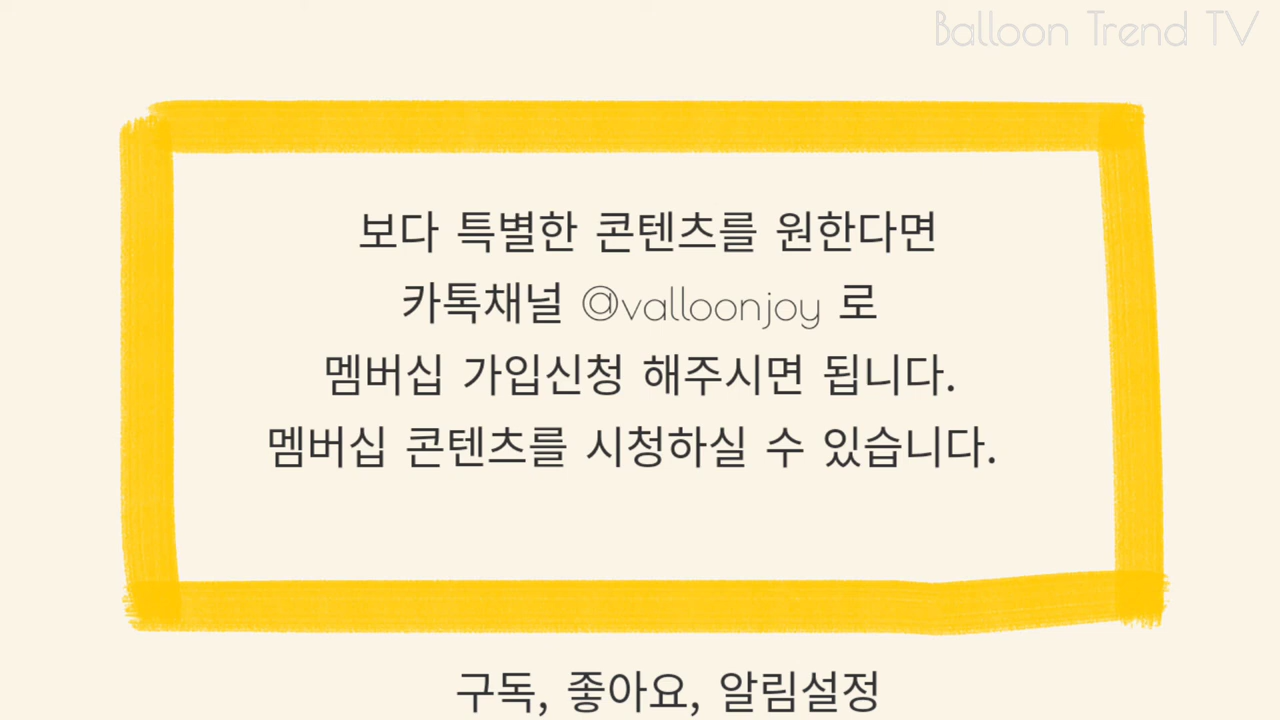 Balloon Trend TV
보다 특별한 콘텐츠를 원한다면
카톡채널 @valloonjoy 로
멤버십 가입신청 해주시면 됩니다.
멤버십 콘텐츠를 시청하실 수 있습니다.
구독, 좋아요, 알림설정